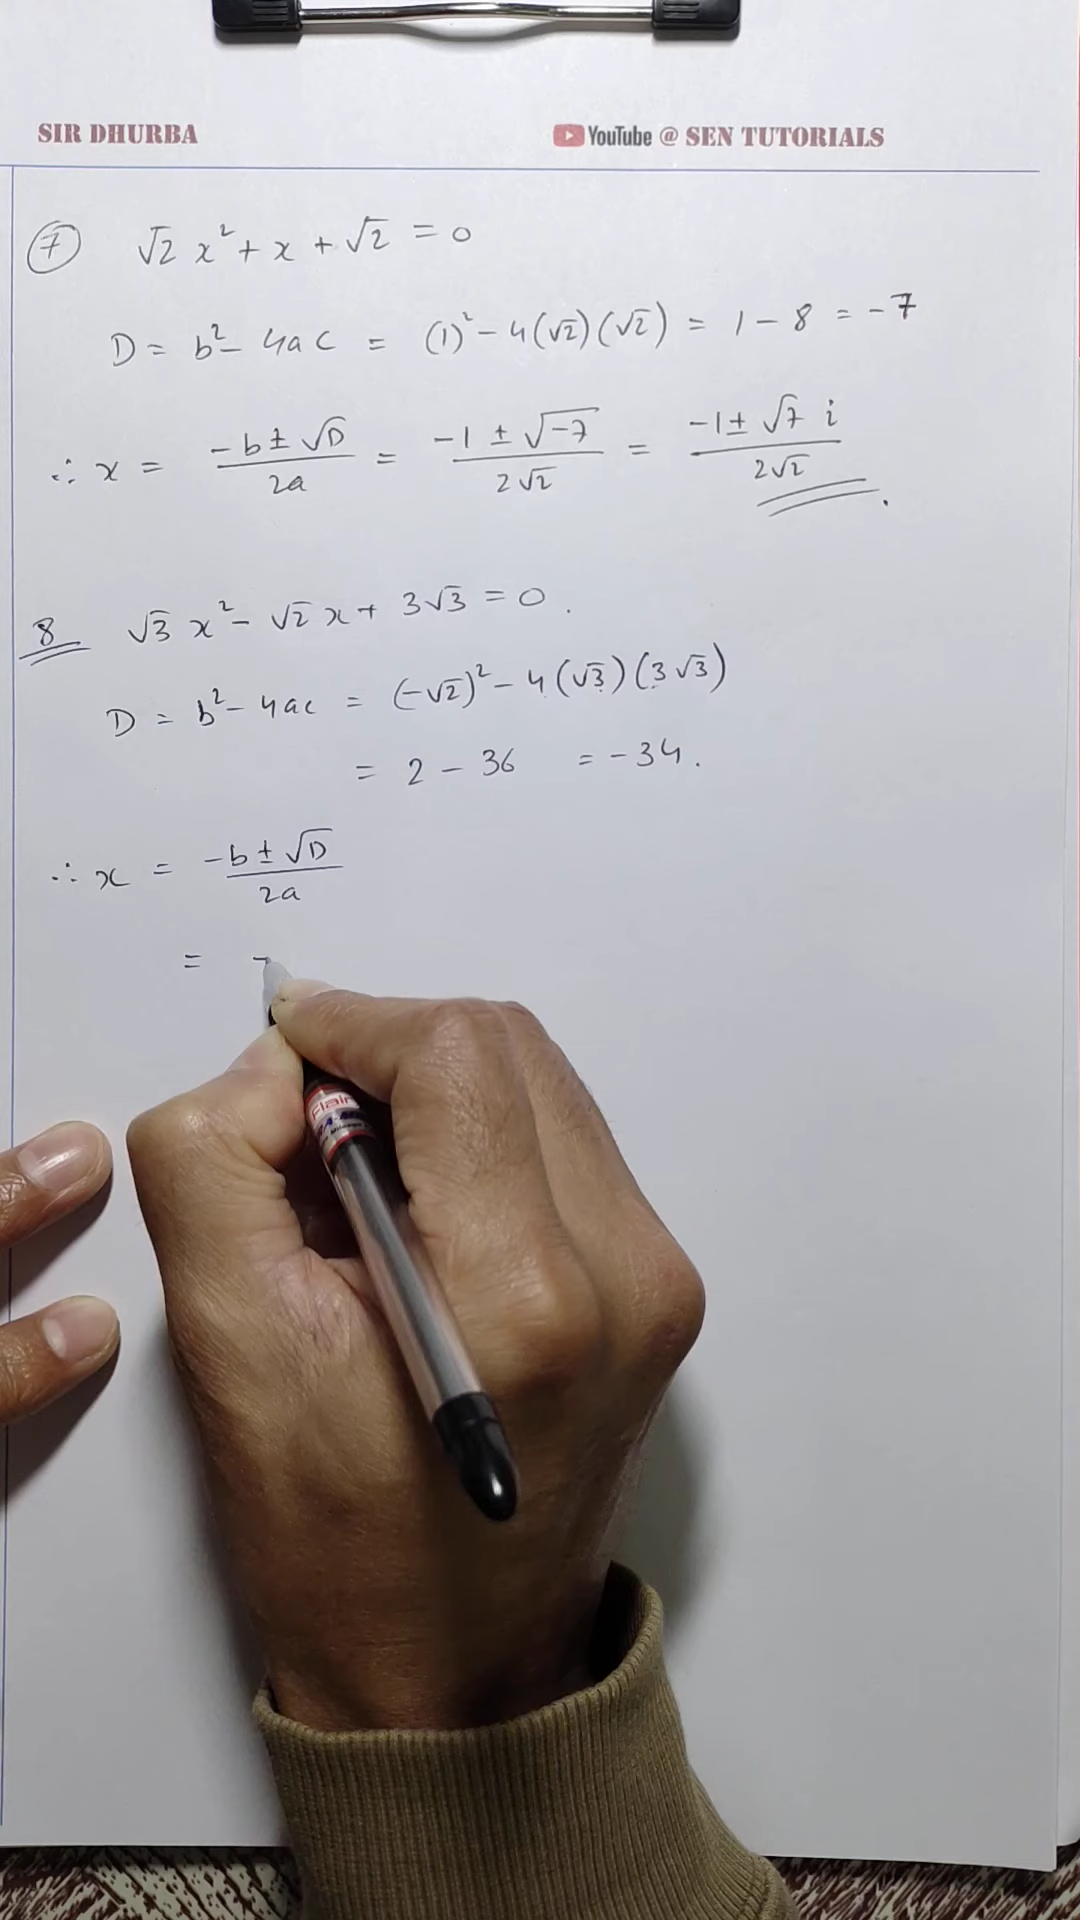 SIR DHURBA
YouTube @ SEN TUTORIALS
7 √2 x² + x + √2 = 0
D = b² - 4ac = (1)² - 4(√2)(√2) = 1 - 8 = -7
∴ x = (-b ± √D)/2a = (-1 ± √-7)/2√2 = (-1 ± √7 i)/2√2 .
8 √3 x² - √2 x + 3√3 = 0 .
D = b² - 4ac = (-√2)² - 4(√3)(3√3)
= 2 - 36 = -34 .
∴ x = (-b ± √D)/2a
= -
Flair